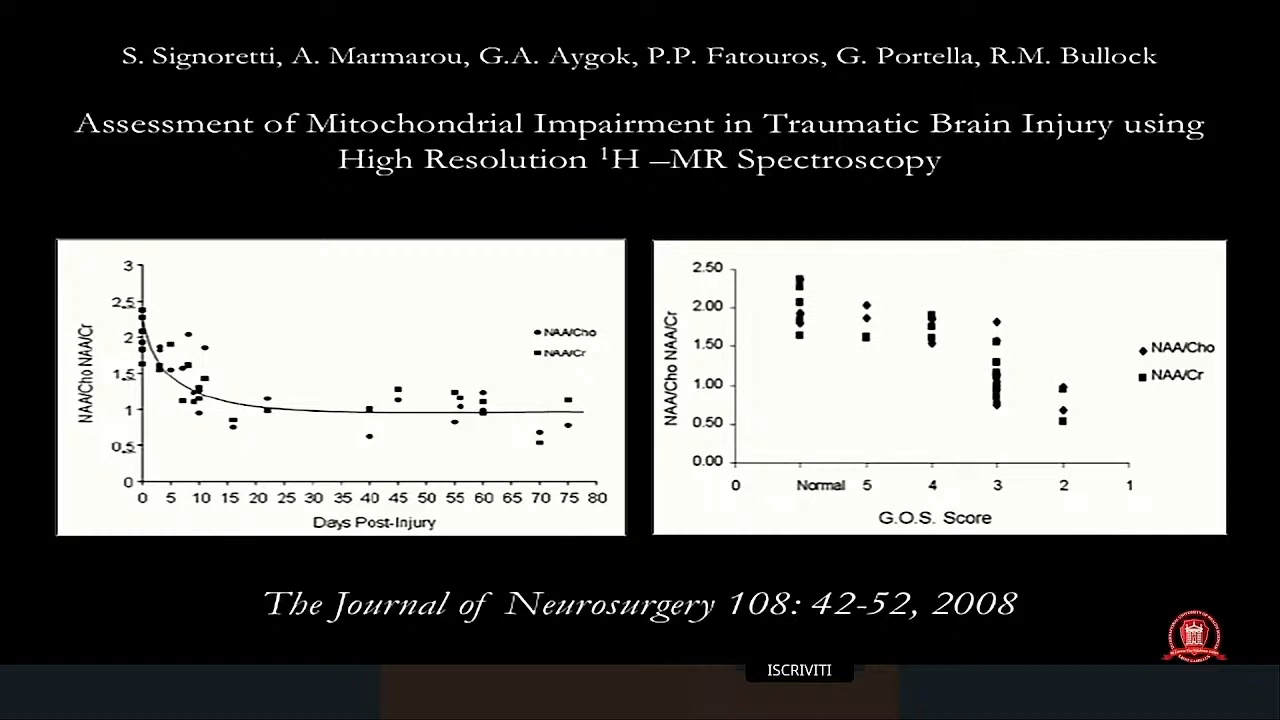 S. Signoretti, A. Marmarou, G.A. Aygok, P.P. Fatouros, G. Portella, R.M. Bullock
Assessment of Mitochondrial Impairment in Traumatic Brain Injury using
High Resolution ¹H –MR Spectroscopy
NAA/Cho NAA/Cr
3
2.5
2
1.5
1
0.5
0
0 5 10 15 20 25 30 35 40 45 50 55 60 65 70 75 80
Days Post-Injury
NAA/Cho
NAA/Cr
NAA/Cho NAA/Cr
2.50
2.00
1.50
1.00
0.50
0.00
0 Normal 5 4 3 2 1
G.O.S. Score
NAA/Cho
NAA/Cr
The Journal of Neurosurgery 108: 42-52, 2008
ISCRIVITI